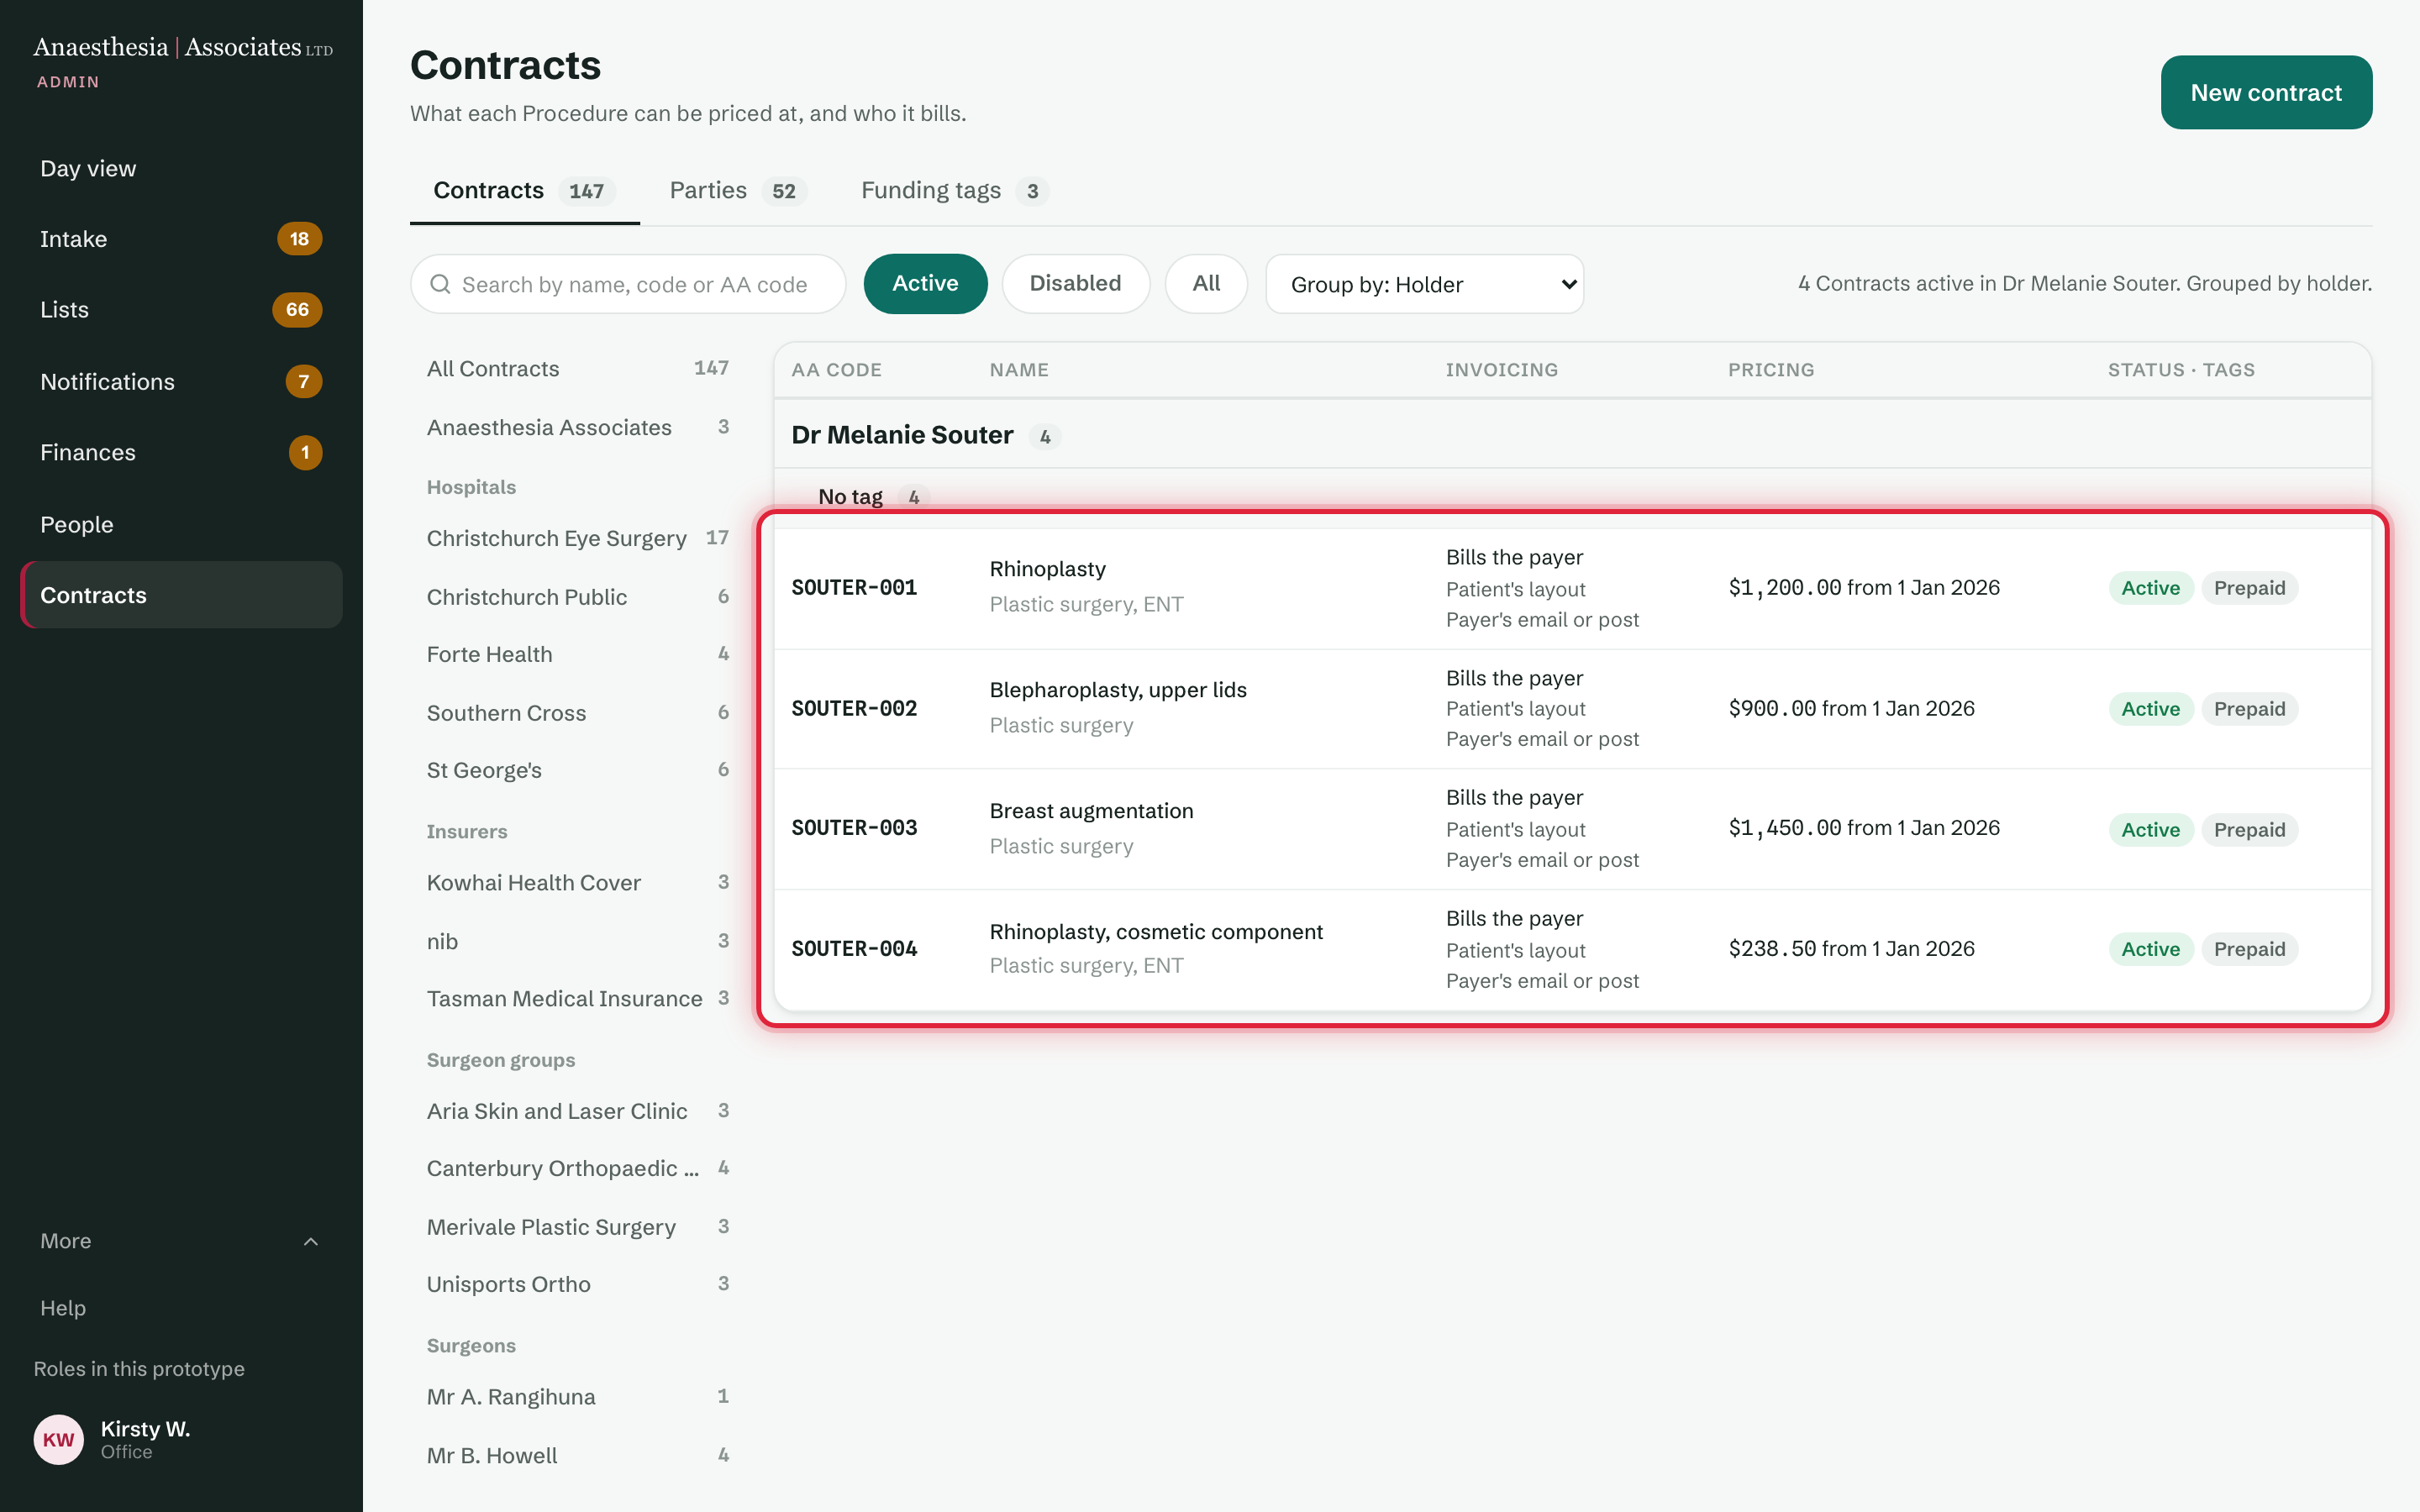 Anaesthesia | Associates LTD
ADMIN
Day view
Intake 18
Lists 66
Notifications 7
Finances 1
People
Contracts
More
Help
Roles in this prototype
KW
Kirsty W.
Office
Contracts
What each Procedure can be priced at, and who it bills.
New contract
Contracts 147
Parties 52
Funding tags 3
Search by name, code or AA code
Active
Disabled
All
Group by: Holder
4 Contracts active in Dr Melanie Souter. Grouped by holder.
All Contracts 147
Anaesthesia Associates 3
Hospitals
Christchurch Eye Surgery 17
Christchurch Public 6
Forte Health 4
Southern Cross 6
St George's 6
Insurers
Kowhai Health Cover 3
nib 3
Tasman Medical Insurance 3
Surgeon groups
Aria Skin and Laser Clinic 3
Canterbury Orthopaedic ... 4
Merivale Plastic Surgery 3
Unisports Ortho 3
Surgeons
Mr A. Rangihuna 1
Mr B. Howell 4
AA CODE NAME INVOICING PRICING STATUS · TAGS
Dr Melanie Souter 4
No tag 4
SOUTER-001
Rhinoplasty
Plastic surgery, ENT
Bills the payer
Patient's layout
Payer's email or post
$1,200.00 from 1 Jan 2026
Active Prepaid
SOUTER-002
Blepharoplasty, upper lids
Plastic surgery
Bills the payer
Patient's layout
Payer's email or post
$900.00 from 1 Jan 2026
Active Prepaid
SOUTER-003
Breast augmentation
Plastic surgery
Bills the payer
Patient's layout
Payer's email or post
$1,450.00 from 1 Jan 2026
Active Prepaid
SOUTER-004
Rhinoplasty, cosmetic component
Plastic surgery, ENT
Bills the payer
Patient's layout
Payer's email or post
$238.50 from 1 Jan 2026
Active Prepaid